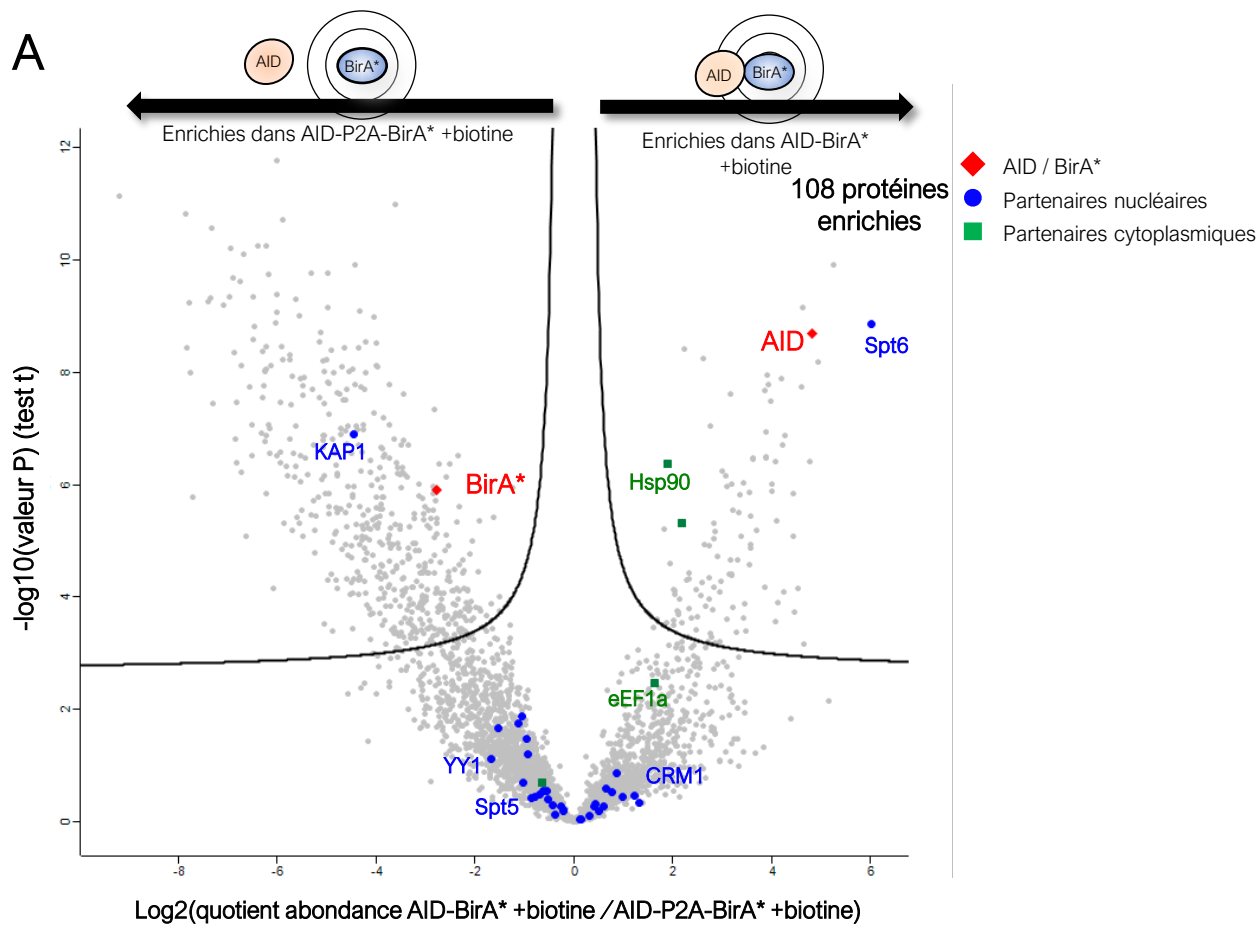 A
AID
BirA*
AID
BirA*
Enrichies dans AID-P2A-BirA* +biotine
Enrichies dans AID-BirA*
+biotine
108 protéines
enrichies
AID / BirA*
Partenaires nucléaires
Partenaires cytoplasmiques
12
10
8
6
4
2
0
-log10(valeur P) (test t)
AID
Spt6
KAP1
BirA*
Hsp90
eEF1a
YY1
CRM1
Spt5
-8
-6
-4
-2
0
2
4
6
Log2(quotient abondance AID-BirA* +biotine /AID-P2A-BirA* +biotine)